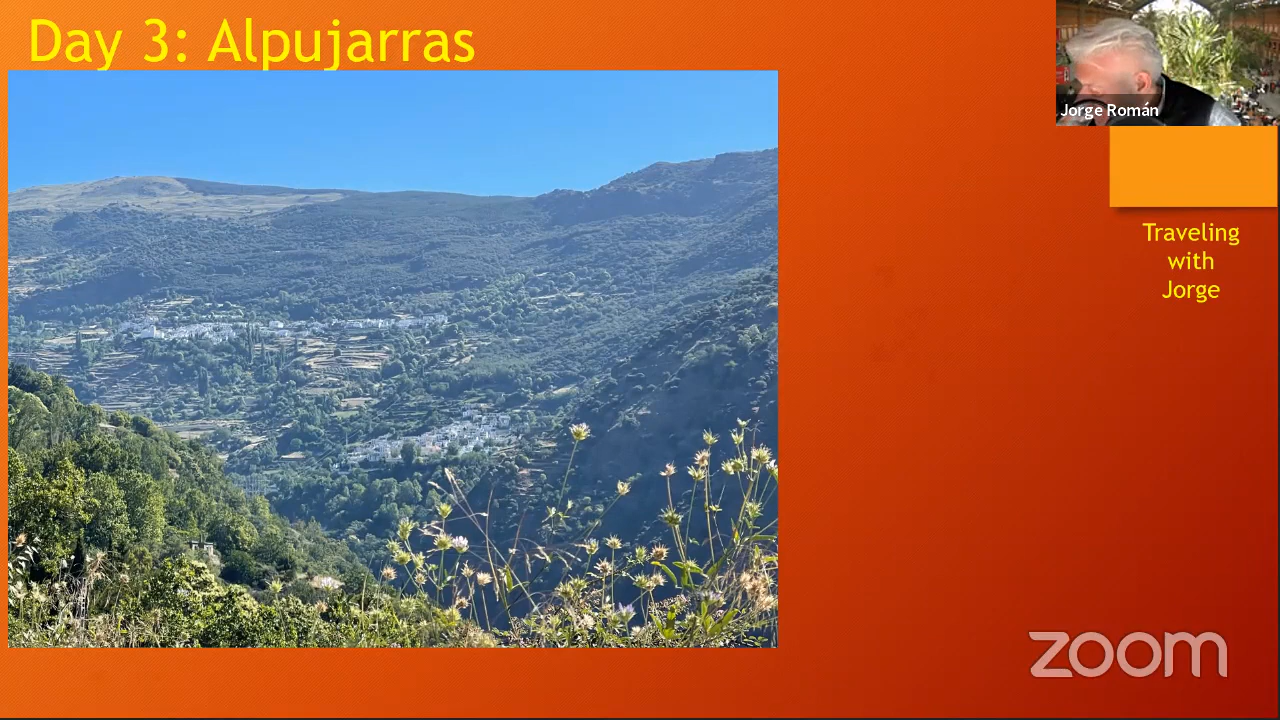 Day 3: Alpujarras
Jorge Román
Traveling
with
Jorge
zoom